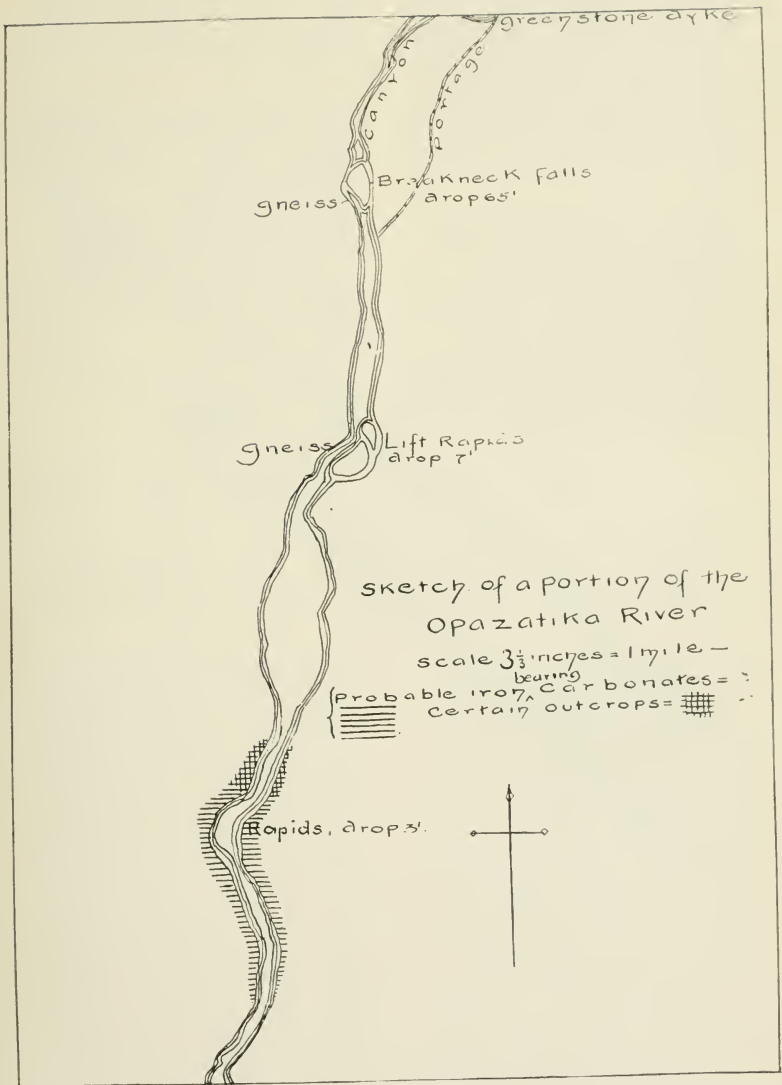 greenstone dyke
canyon
portage
Breakneck Falls
drop 65'
gneiss
gneiss
Lift Rapids
drop 7'
sketch of a portion of the
Opazatika River
scale 3⅓ inches = 1 mile —
bearing
Probable iron ‸ carbonates =
Certain outcrops =
Rapids, drop 3'.